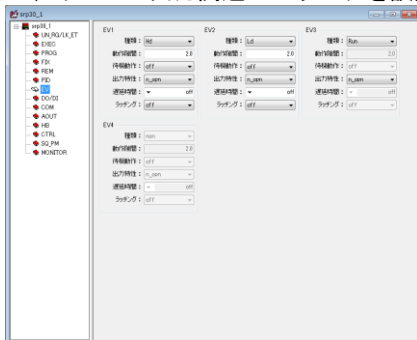 srp30_1
srp30_1
UN_RG/LK_ET
EXEC
PROG
FIX
REM
PID
EV
DO/DI
COM
AOUT
HB
CTRL
SQ_PM
MONITOR
EV1
種類： Hd
動作隙間： 2.0
待機動作： off
出力特性： n_opn
遅延時間： off
ラッチング： off
EV2
種類： Ld
動作隙間： 2.0
待機動作： off
出力特性： n_opn
遅延時間： off
ラッチング： off
EV3
種類： Run
動作隙間： 2.0
待機動作： off
出力特性： n_opn
遅延時間： off
ラッチング： off
EV4
種類： non
動作隙間： 2.0
待機動作： off
出力特性： n_opn
遅延時間： off
ラッチング： off